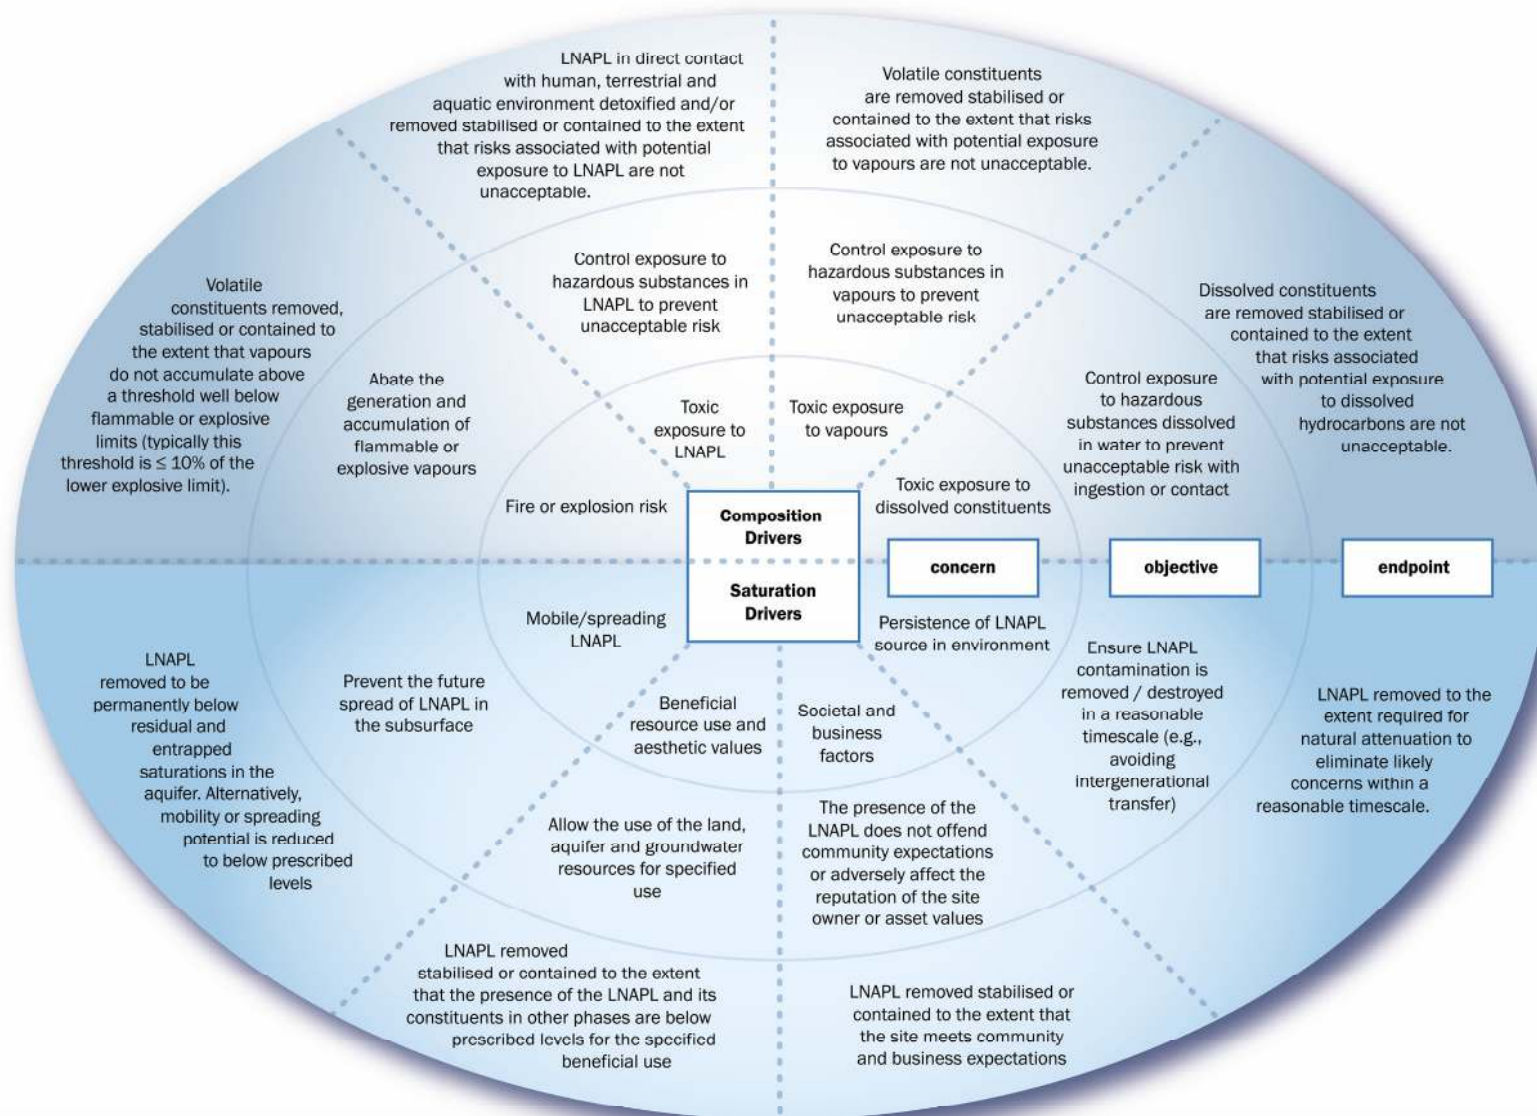 LNAPL in direct contact
with human, terrestrial and
aquatic environment detoxified and/or
removed stabilised or contained to the extent
that risks associated with potential
exposure to LNAPL are not
unacceptable.
Volatile constituents
are removed stabilised or
contained to the extent that risks
associated with potential exposure
to vapours are not unacceptable.
Control exposure to
hazardous substances in
LNAPL to prevent
unacceptable risk
Control exposure to
hazardous substances in
vapours to prevent
unacceptable risk
Volatile
constituents removed,
stabilised or contained to
the extent that vapours
do not accumulate above
a threshold well below
flammable or explosive
limits (typically this
threshold is ≤ 10% of the
lower explosive limit).
Abate the
generation and
accumulation of
flammable or
explosive vapours
Toxic
exposure to
LNAPL
Toxic exposure
to vapours
Control exposure
to hazardous
substances dissolved
in water to prevent
unacceptable risk with
ingestion or contact
Dissolved constituents
are removed stabilised or
contained to the extent
that risks associated
with potential exposure
to dissolved
hydrocarbons are not
unacceptable.
Fire or explosion risk
Toxic exposure to
dissolved constituents
Composition
Drivers
Saturation
Drivers
concern
objective
endpoint
Mobile/spreading
LNAPL
Persistence of LNAPL
source in environment
LNAPL
removed to be
permanently below
residual and
entrapped
saturations in the
aquifer. Alternatively,
mobility or spreading
potential is reduced
to below prescribed
levels
Prevent the future
spread of LNAPL in
the subsurface
Beneficial
resource use and
aesthetic values
Societal and
business
factors
Ensure LNAPL
contamination is
removed / destroyed
in a reasonable
timescale (e.g.,
avoiding
intergenerational
transfer)
LNAPL removed to the
extent required for
natural attenuation to
eliminate likely
concerns within a
reasonable timescale.
Allow the use of the land,
aquifer and groundwater
resources for specified
use
The presence of the
LNAPL does not offend
community expectations
or adversely affect the
reputation of the site
owner or asset values
LNAPL removed
stabilised or contained to the extent
that the presence of the LNAPL and its
constituents in other phases are below
prescribed levels for the specified
beneficial use
LNAPL removed stabilised or
contained to the extent that
the site meets community
and business expectations